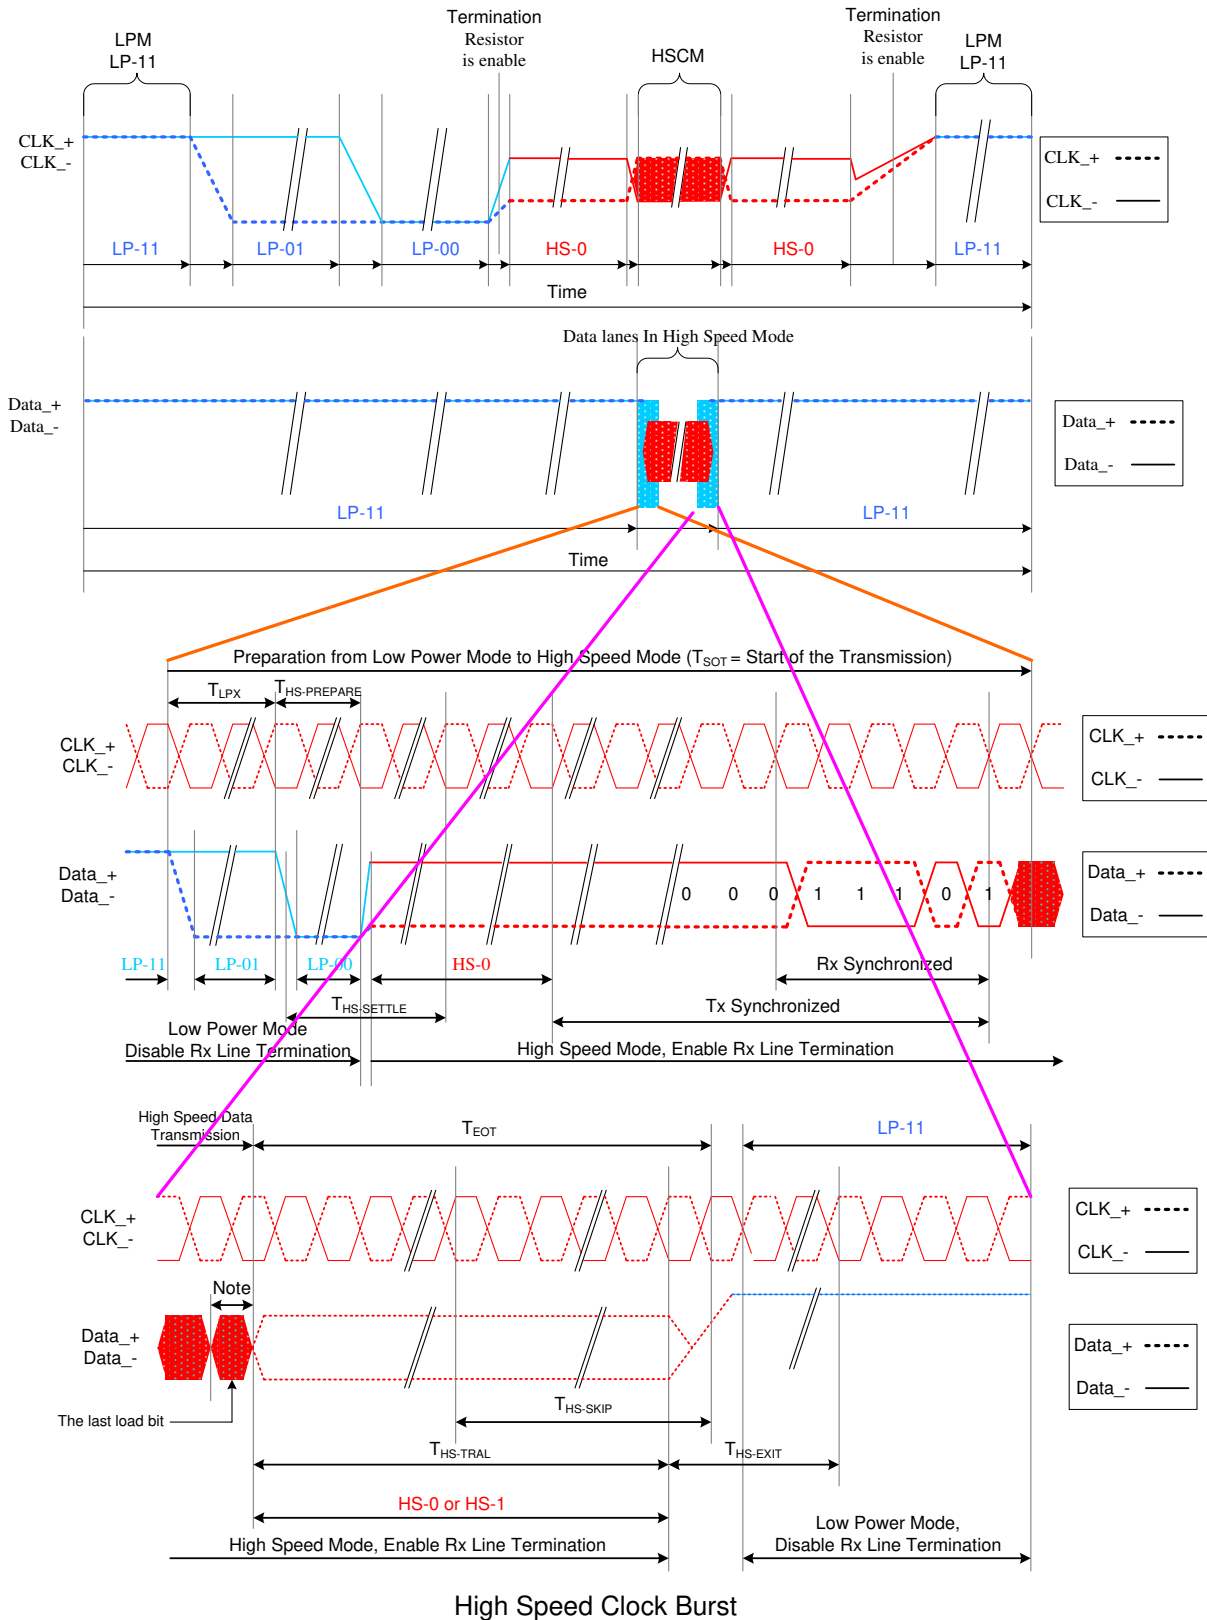 LPM
LP-11
Termination
Resistor
is enable
HSCM
Termination
Resistor
is enable
LPM
LP-11
CLK_+
CLK_-
CLK_+
CLK_-
LP-11
LP-01
LP-00
HS-0
HS-0
LP-11
Time
Data lanes In High Speed Mode
Data_+
Data_-
Data_+
Data_-
LP-11
LP-11
Time
Preparation from Low Power Mode to High Speed Mode (TSOT = Start of the Transmission)
TLPX
THS-PREPARE
CLK_+
CLK_-
CLK_+
CLK_-
Data_+
Data_-
0 0 0 1 1 1 0 1
Data_+
Data_-
LP-11
LP-01
LP-00
HS-0
Rx Synchronized
THS-SETTLE
Tx Synchronized
Low Power Mode
Disable Rx Line Termination
High Speed Mode, Enable Rx Line Termination
High Speed Data
Transmission
TEOT
LP-11
CLK_+
CLK_-
CLK_+
CLK_-
Note
Data_+
Data_-
Data_+
Data_-
The last load bit
THS-SKIP
THS-TRAL
THS-EXIT
HS-0 or HS-1
High Speed Mode, Enable Rx Line Termination
Low Power Mode,
Disable Rx Line Termination
High Speed Clock Burst